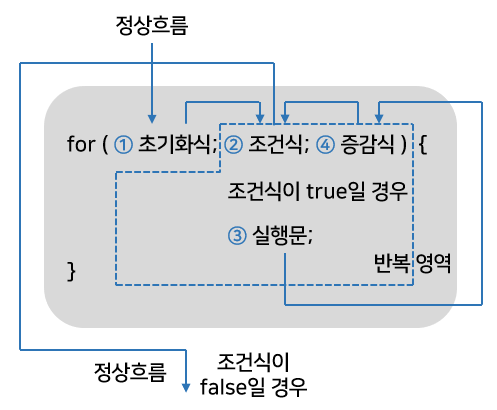 정상흐름
for ( ① 초기화식; ② 조건식; ④ 증감식 ) {
조건식이 true일 경우
③ 실행문;
반복 영역
}
정상흐름
조건식이
false일 경우